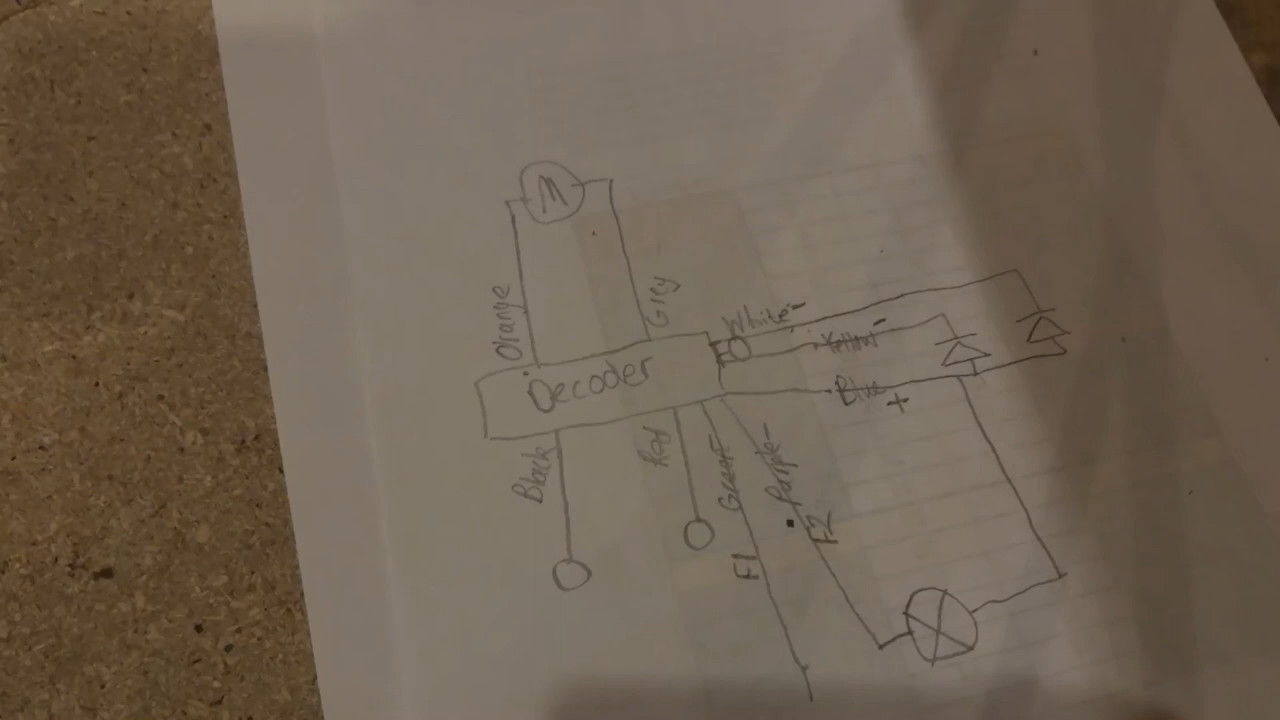 M
Orange
Grey
White -
F0
Yellow -
Decoder
Blue +
Black
Red
Green -
Purple -
F1
F2